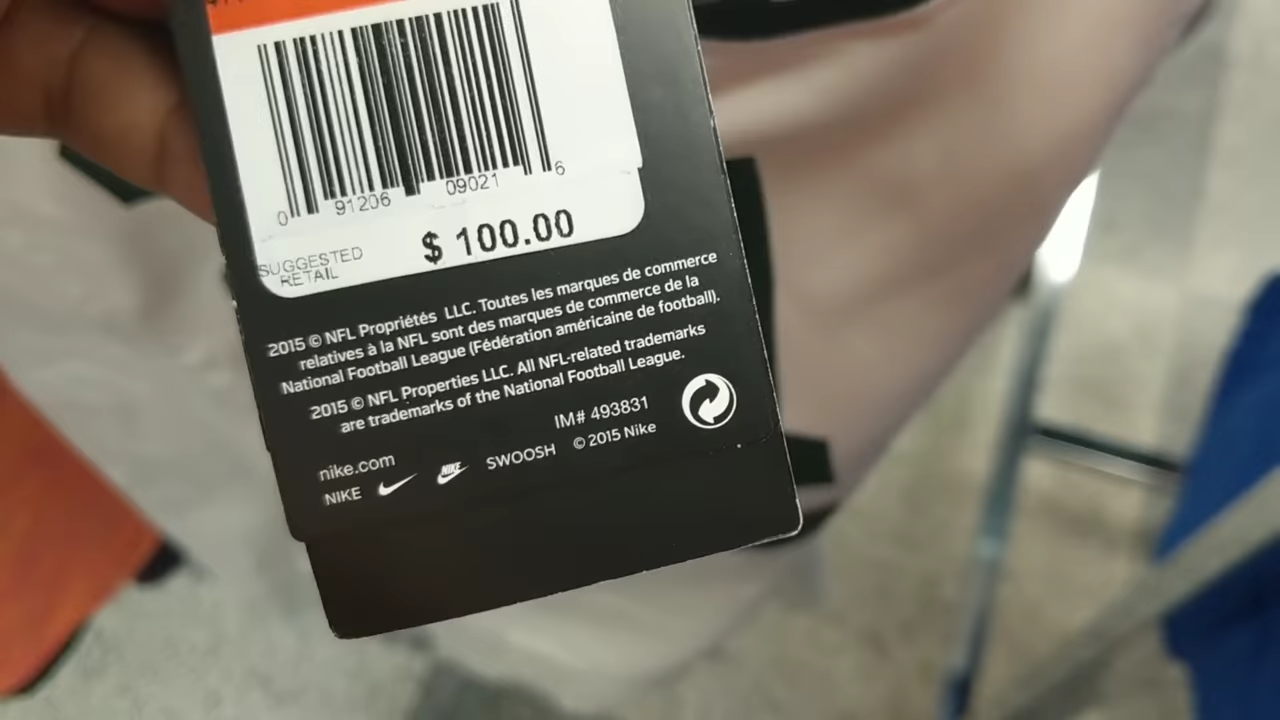 0 91206 09021 6
SUGGESTED
RETAIL
$ 100.00
2015 © NFL Propriétés LLC. Toutes les marques de commerce
relatives à la NFL sont des marques de commerce de la
National Football League (Fédération américaine de football).
2015 © NFL Properties LLC. All NFL-related trademarks
are trademarks of the National Football League.
IM# 493831
nike.com
NIKE NIKE SWOOSH © 2015 Nike